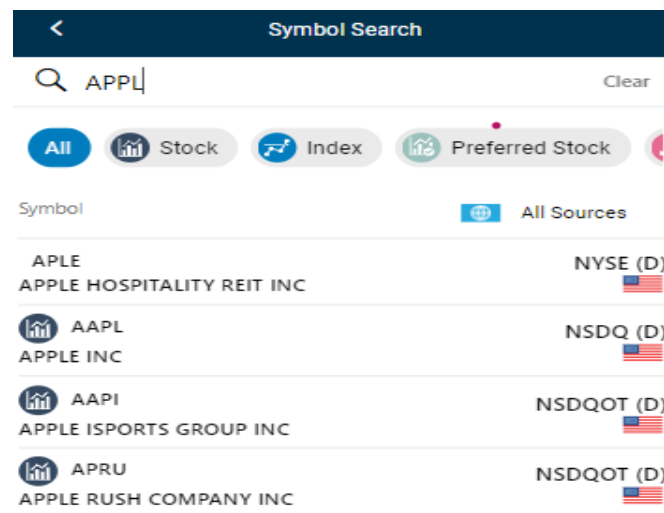 Symbol Search
APPL Clear
All Stock Index Preferred Stock
Symbol All Sources
APLE NYSE (D)
APPLE HOSPITALITY REIT INC
AAPL NSDQ (D)
APPLE INC
AAPI NSDQOT (D)
APPLE ISPORTS GROUP INC
APRU NSDQOT (D)
APPLE RUSH COMPANY INC